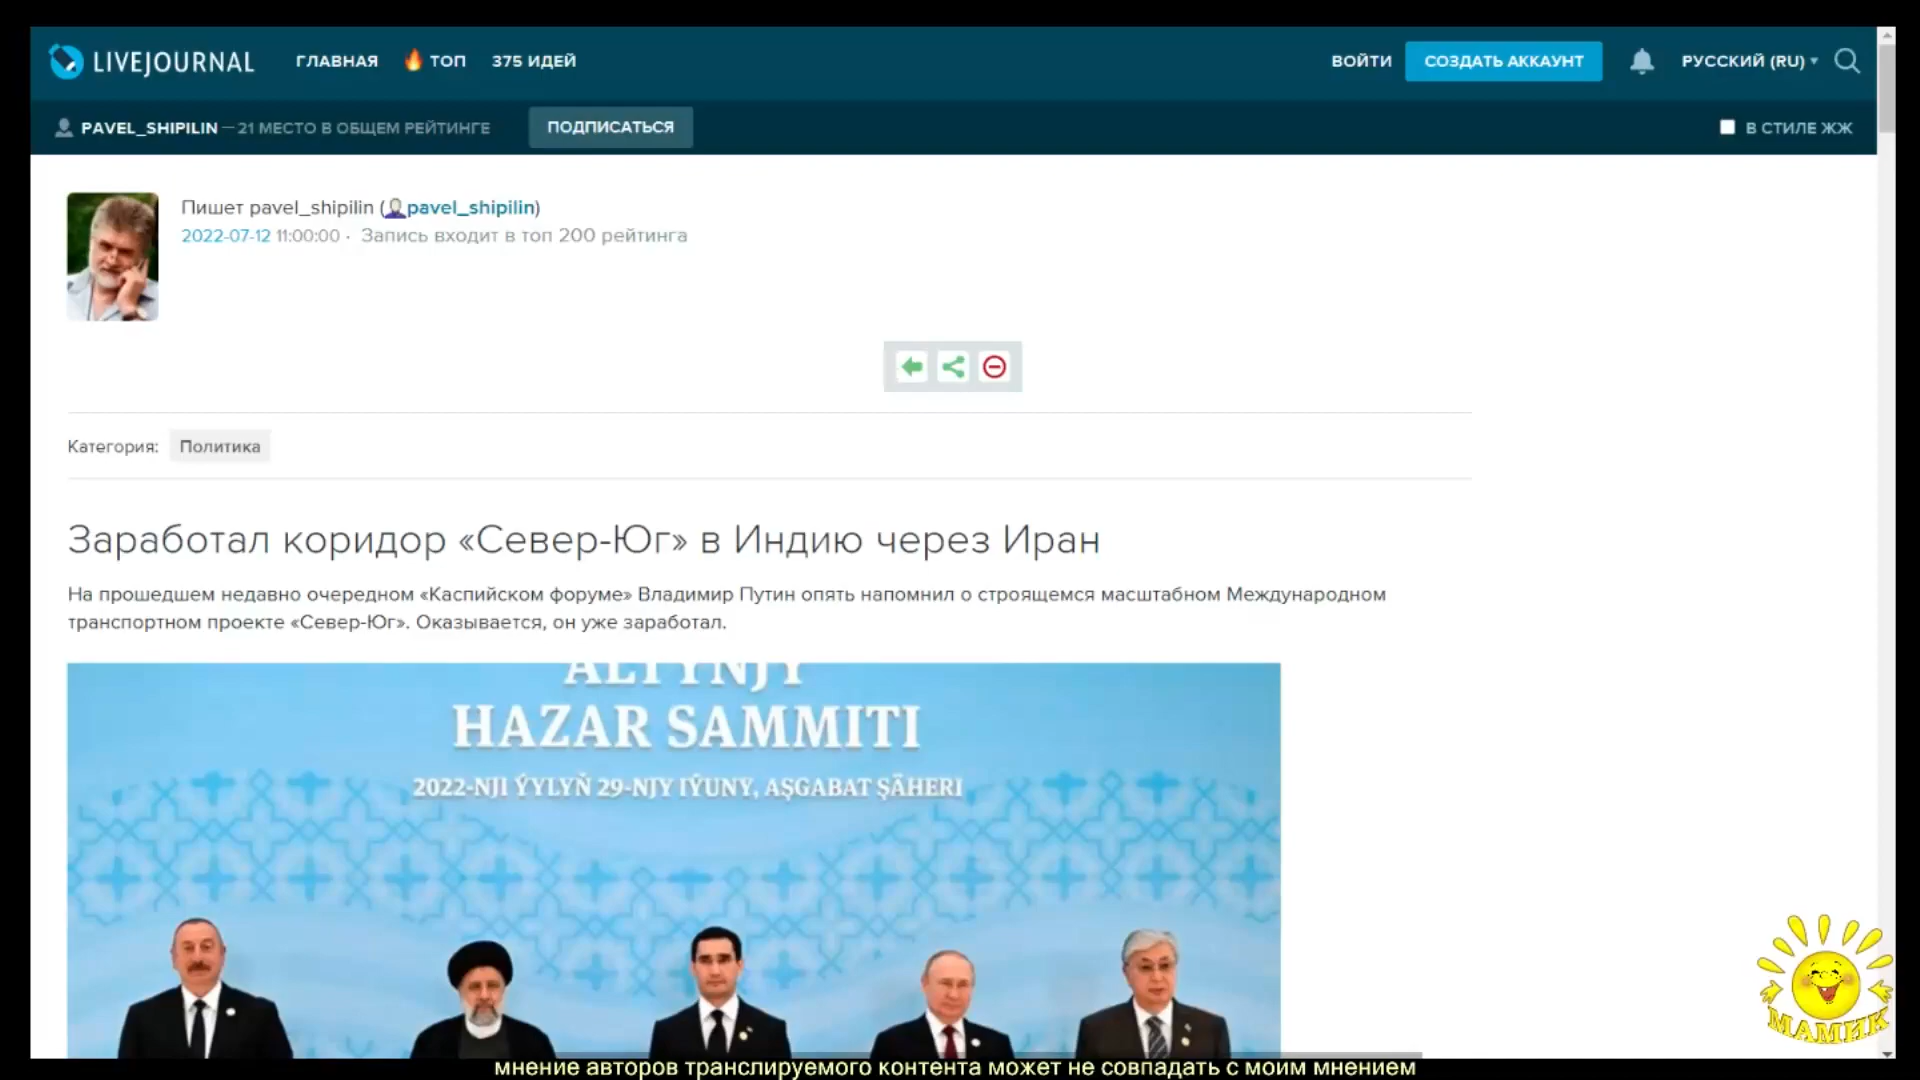 LIVEJOURNAL ГЛАВНАЯ ТОП 375 ИДЕЙ ВОЙТИ СОЗДАТЬ АККАУНТ РУССКИЙ (RU)
PAVEL_SHIPILIN — 21 МЕСТО В ОБЩЕМ РЕЙТИНГЕ ПОДПИСАТЬСЯ В СТИЛЕ ЖЖ
Пишет pavel_shipilin (pavel_shipilin)
2022-07-12 11:00:00 · Запись входит в топ 200 рейтинга
Категория: Политика
Заработал коридор «Север-Юг» в Индию через Иран
На прошедшем недавно очередном «Каспийском форуме» Владимир Путин опять напомнил о строящемся масштабном Международном
транспортном проекте «Север-Юг». Оказывается, он уже заработал.
ALTYNJY
HAZAR SAMMITI
2022-NJI ÝYLYŇ 29-NJY IÝUNY, AŞGABAT ŞÄHERI
МАМИК
мнение авторов транслируемого контента может не совпадать с моим мнением